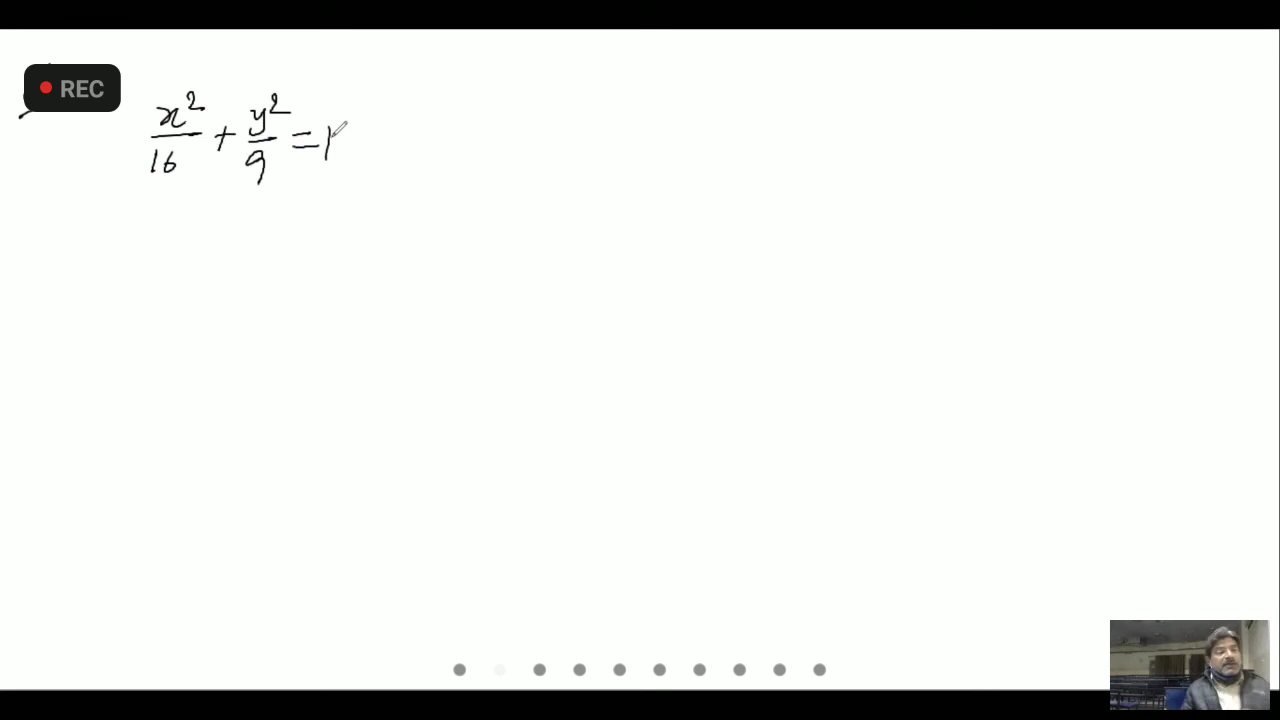 REC
x²/16 + y²/9 = 1